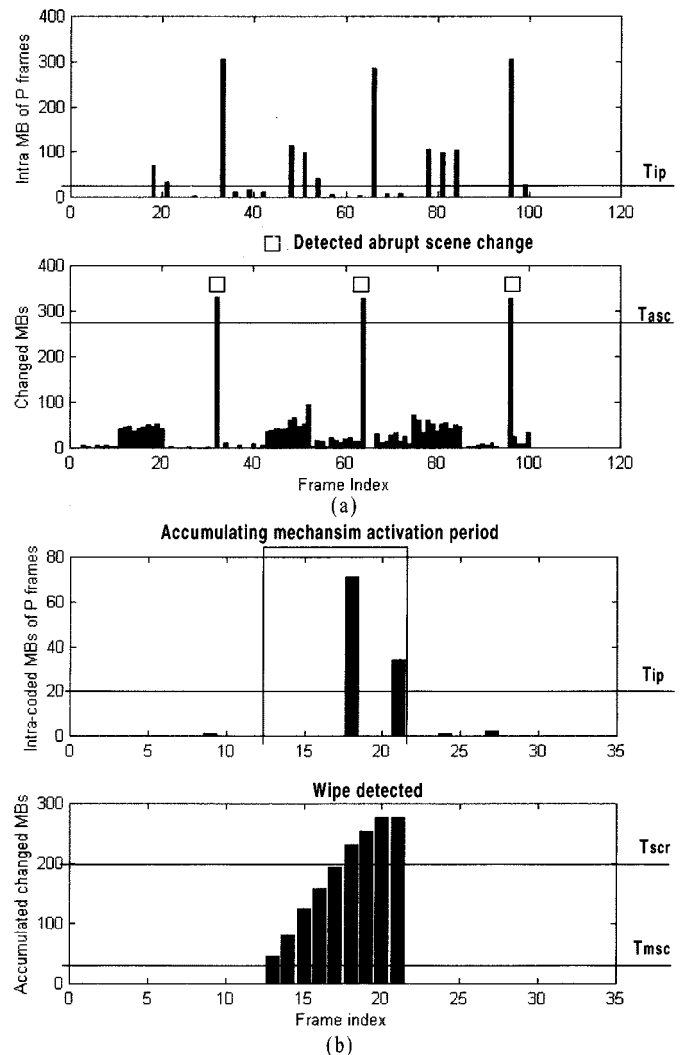 400
300
200
100
0
Intra MB of P frames
Tip
0 20 40 60 80 100 120
Detected abrupt scene change
400
300
200
100
0
Changed MBs
Tasc
0 20 40 60 80 100 120
Frame Index
(a)
Accumulating mechansim activation period
80
60
40
20
0
Intra-coded MBs of P frames
Tip
0 5 10 15 20 25 30 35
Wipe detected
300
200
100
0
Accumulated changed MBs
Tscr
Tmsc
0 5 10 15 20 25 30 35
Frame index
(b)